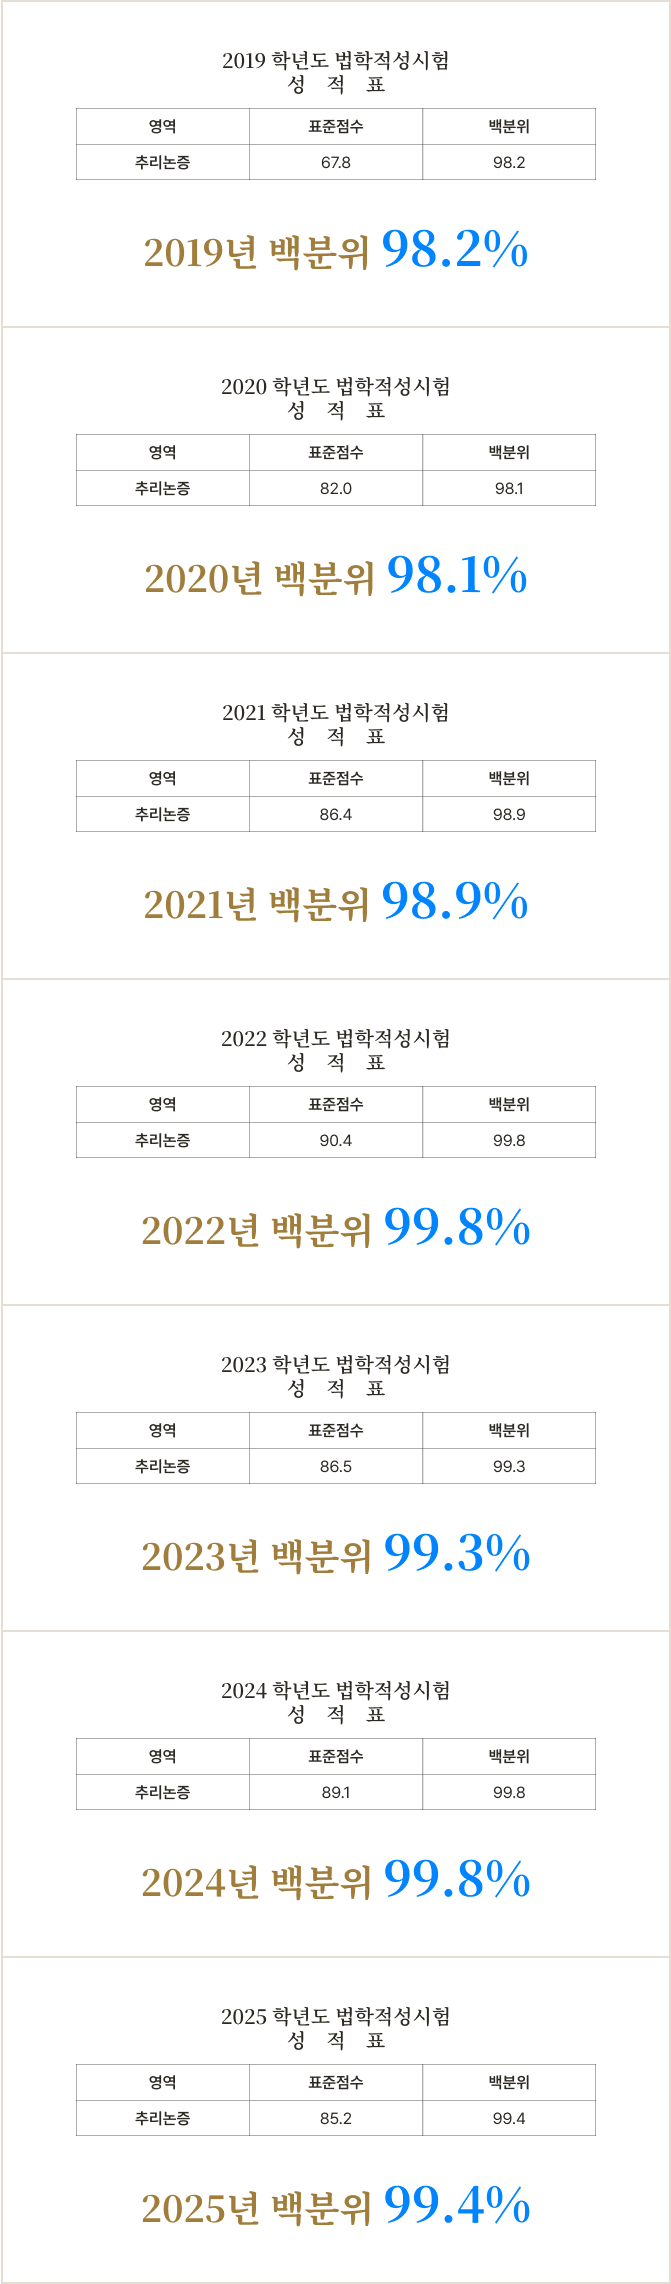 2019 학년도 법학적성시험
성 적 표
영역 표준점수 백분위
추리논증 67.8 98.2
2019년 백분위 98.2%
2020 학년도 법학적성시험
성 적 표
영역 표준점수 백분위
추리논증 82.0 98.1
2020년 백분위 98.1%
2021 학년도 법학적성시험
성 적 표
영역 표준점수 백분위
추리논증 86.4 98.9
2021년 백분위 98.9%
2022 학년도 법학적성시험
성 적 표
영역 표준점수 백분위
추리논증 90.4 99.8
2022년 백분위 99.8%
2023 학년도 법학적성시험
성 적 표
영역 표준점수 백분위
추리논증 86.5 99.3
2023년 백분위 99.3%
2024 학년도 법학적성시험
성 적 표
영역 표준점수 백분위
추리논증 89.1 99.8
2024년 백분위 99.8%
2025 학년도 법학적성시험
성 적 표
영역 표준점수 백분위
추리논증 85.2 99.4
2025년 백분위 99.4%